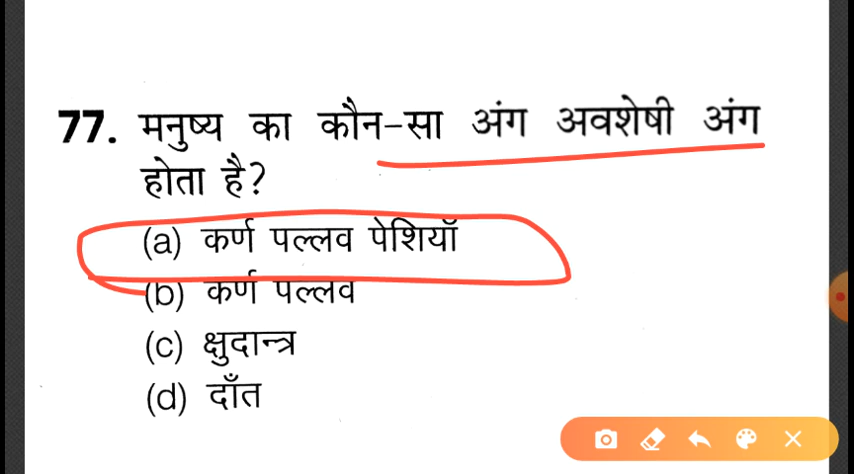 77. मनुष्य का कौन-सा अंग अवशेषी अंग
होता है?
(a) कर्ण पल्लव पेशियाँ
(b) कर्ण पल्लव
(c) क्षुदान्त्र
(d) दाँत